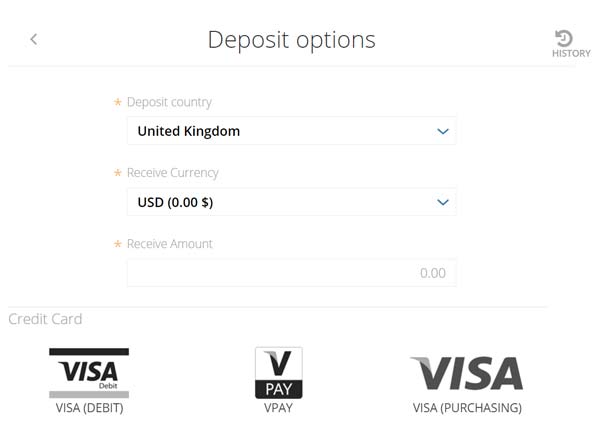 Deposit options
HISTORY
* Deposit country
United Kingdom
* Receive Currency
USD (0.00 $)
* Receive Amount
0.00
Credit Card
VISA
Debit
V
PAY
VISA
VISA (DEBIT)
VPAY
VISA (PURCHASING)